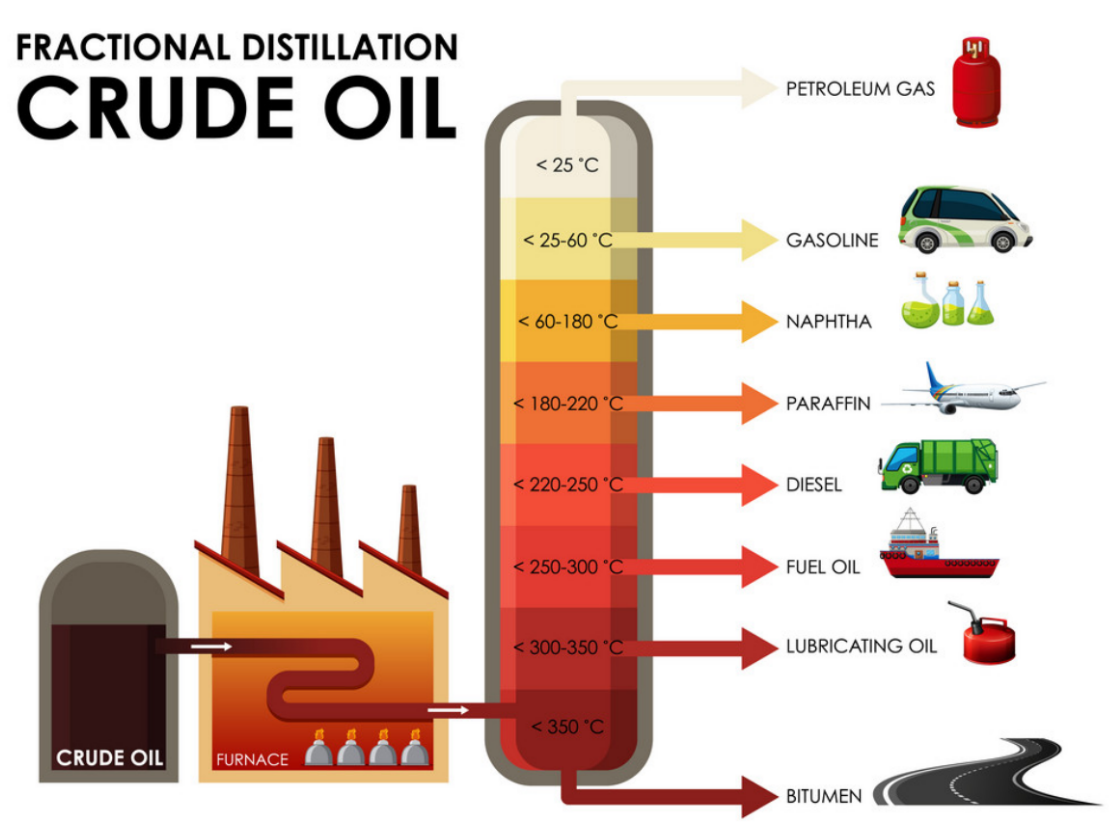 FRACTIONAL DISTILLATION
CRUDE OIL
PETROLEUM GAS
< 25 °C
< 25-60 °C
GASOLINE
< 60-180 °C
NAPHTHA
< 180-220 °C
PARAFFIN
< 220-250 °C
DIESEL
< 250-300 °C
FUEL OIL
< 300-350 °C
LUBRICATING OIL
< 350 °C
CRUDE OIL
FURNACE
BITUMEN